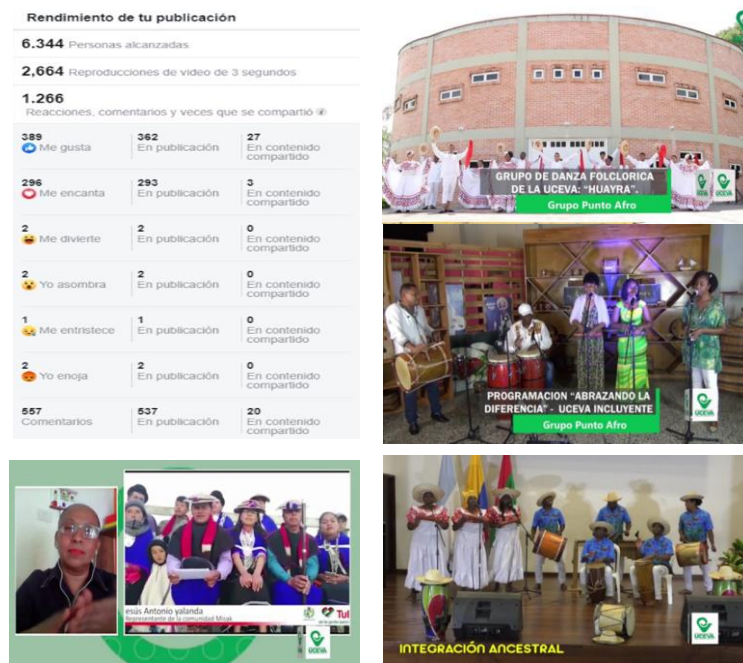 Rendimiento de tu publicación
6.344 Personas alcanzadas
2,664 Reproducciones de video de 3 segundos
1.266
Reacciones, comentarios y veces que se compartió
389 362 27
Me gusta En publicación En contenido
compartido
296 293 3
Me encanta En publicación En contenido
compartido
2 2 0
Me divierte En publicación En contenido
compartido
2 2 0
Yo asombra En publicación En contenido
compartido
1 1 0
Me entristece En publicación En contenido
compartido
2 2 0
Yo enoja En publicación En contenido
compartido
557 537 20
Comentarios En publicación En contenido
compartido
GRUPO DE DANZA FOLCLORICA
DE LA UCEVA: “HUAYRA”.
Grupo Punto Afro
UCEVA UCEVA
PROGRAMACION “ABRAZANDO LA
DIFERENCIA” - UCEVA INCLUYENTE
Grupo Punto Afro
UCEVA
esús Antonio yalanda
Representante de la comunidad Misak
Tul
UCEVA
INTEGRACIÓN ANCESTRAL
UCEVA